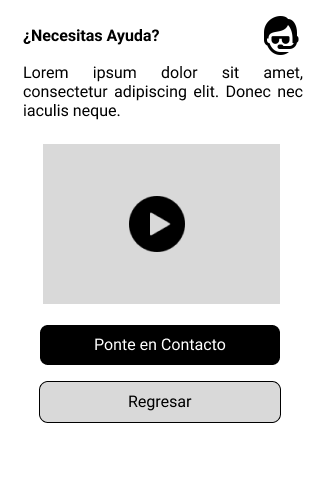 ¿Necesitas Ayuda?
Lorem ipsum dolor sit amet,
consectetur adipiscing elit. Donec nec
iaculis neque.
Ponte en Contacto
Regresar